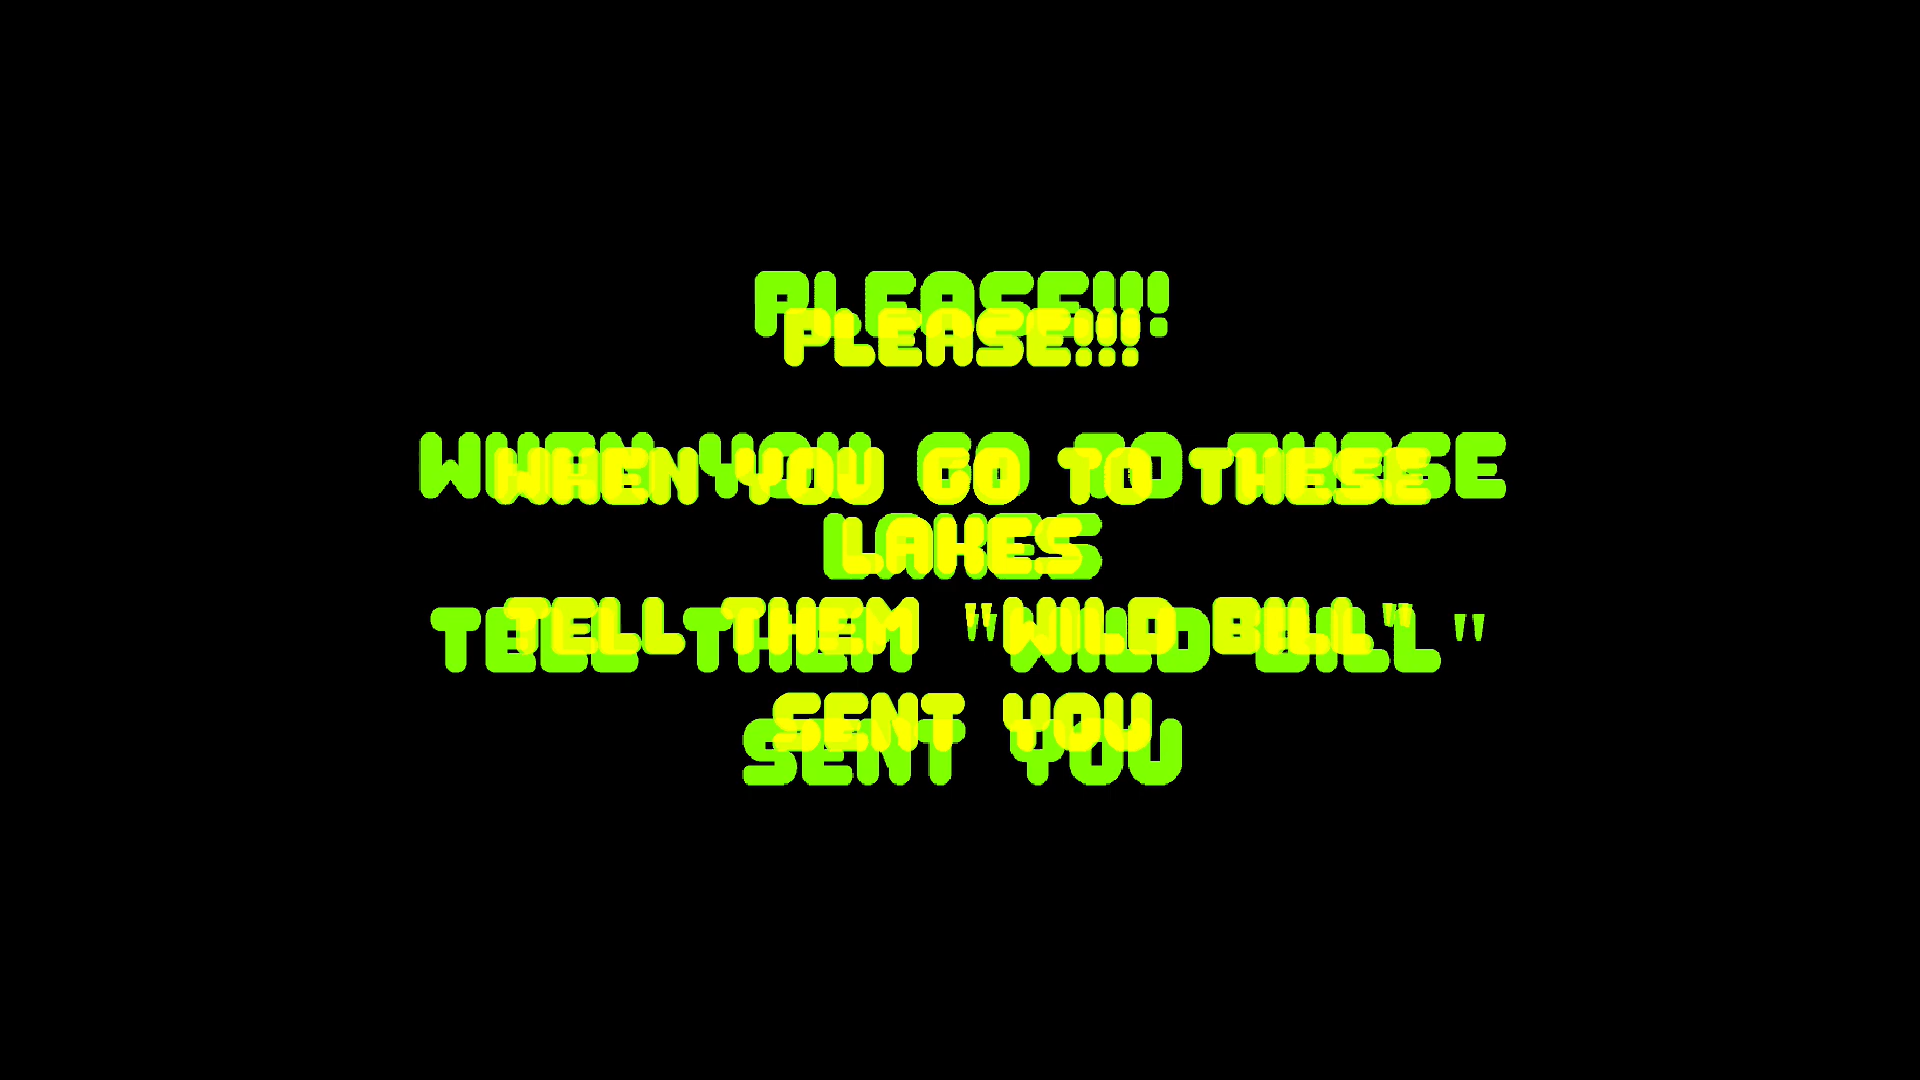 PLEASE!!!
WHEN YOU GO TO THESE
LAKES
TELL THEM "WILD BILL"
SENT YOU